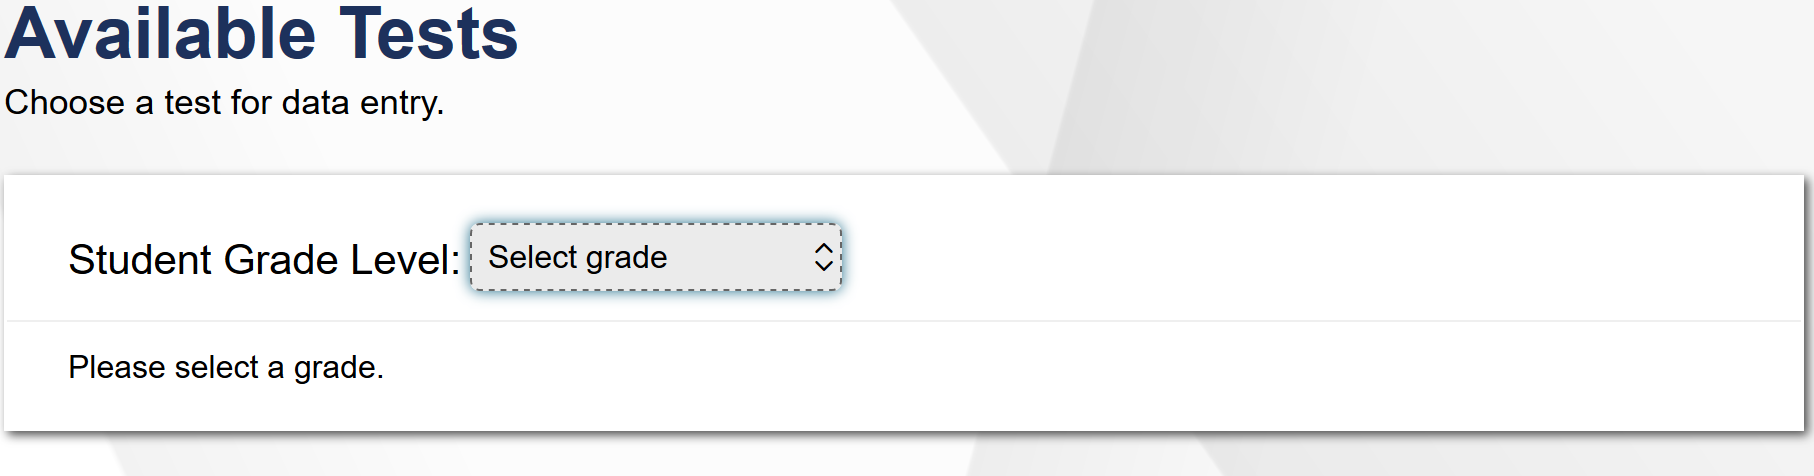 Available Tests
Choose a test for data entry.
Student Grade Level: Select grade
Please select a grade.